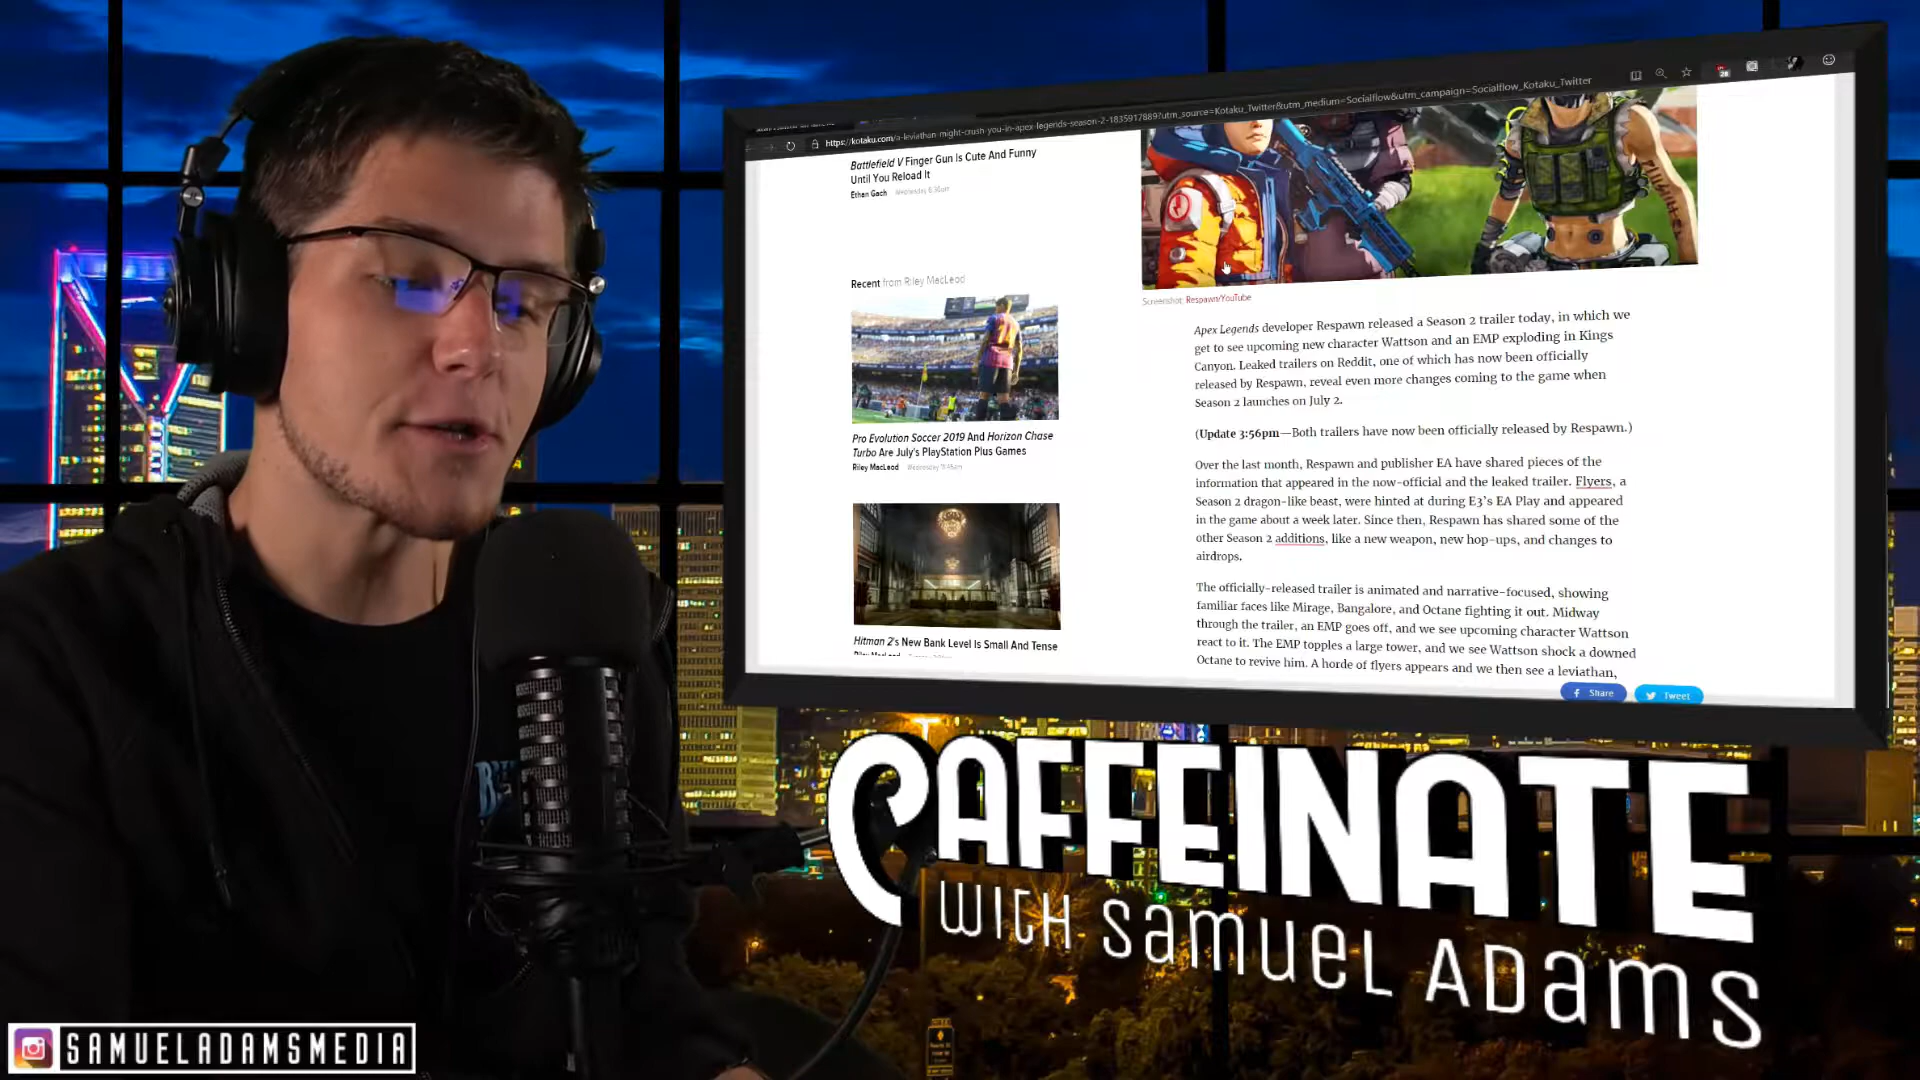 https://kotaku.com/a-leviathan-might-crush-you-in-apex-legends-season-2-1835917889?utm_source=Kotaku_Twitter&utm_medium=Socialflow&utm_campaign=Socialflow_Kotaku_Twitter
28
Battlefield V Finger Gun Is Cute And Funny
Until You Reload It
Ethan Gach Wednesday 6:30am
Recent from Riley MacLeod
Pro Evolution Soccer 2019 And Horizon Chase
Turbo Are July's PlayStation Plus Games
Riley MacLeod Wednesday 11:45am
Hitman 2's New Bank Level Is Small And Tense
Riley MacLeod
Screenshot: Respawn/YouTube
Apex Legends developer Respawn released a Season 2 trailer today, in which we
get to see upcoming new character Wattson and an EMP exploding in Kings
Canyon. Leaked trailers on Reddit, one of which has now been officially
released by Respawn, reveal even more changes coming to the game when
Season 2 launches on July 2.
(Update 3:56pm—Both trailers have now been officially released by Respawn.)
Over the last month, Respawn and publisher EA have shared pieces of the
information that appeared in the now-official and the leaked trailer. Flyers, a
Season 2 dragon-like beast, were hinted at during E3's EA Play and appeared
in the game about a week later. Since then, Respawn has shared some of the
other Season 2 additions, like a new weapon, new hop-ups, and changes to
airdrops.
The officially-released trailer is animated and narrative-focused, showing
familiar faces like Mirage, Bangalore, and Octane fighting it out. Midway
through the trailer, an EMP goes off, and we see upcoming character Wattson
react to it. The EMP topples a large tower, and we see Wattson shock a downed
Octane to revive him. A horde of flyers appears and we then see a leviathan,
Share
Tweet
CAFFEINATE
WITH SAMUEL ADAMS
SAMUELADAMSMEDIA